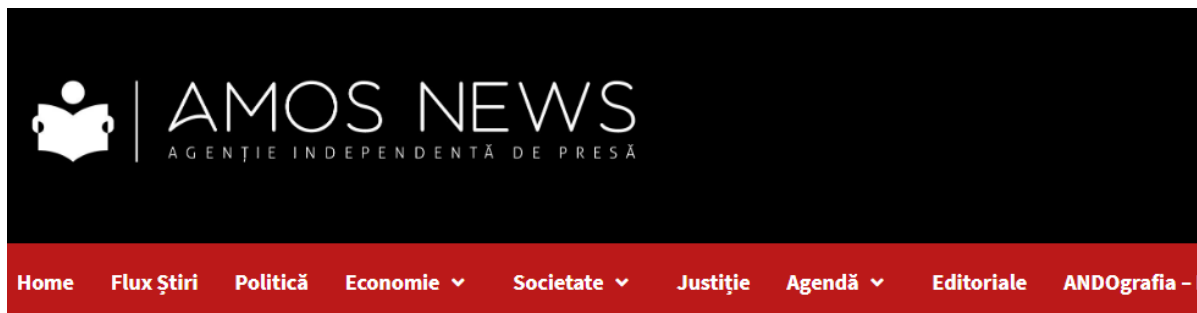 AMOS NEWS
AGENȚIE INDEPENDENTĂ DE PRESĂ
Home Flux Știri Politică Economie Societate Justiție Agendă Editoriale ANDOgrafia –